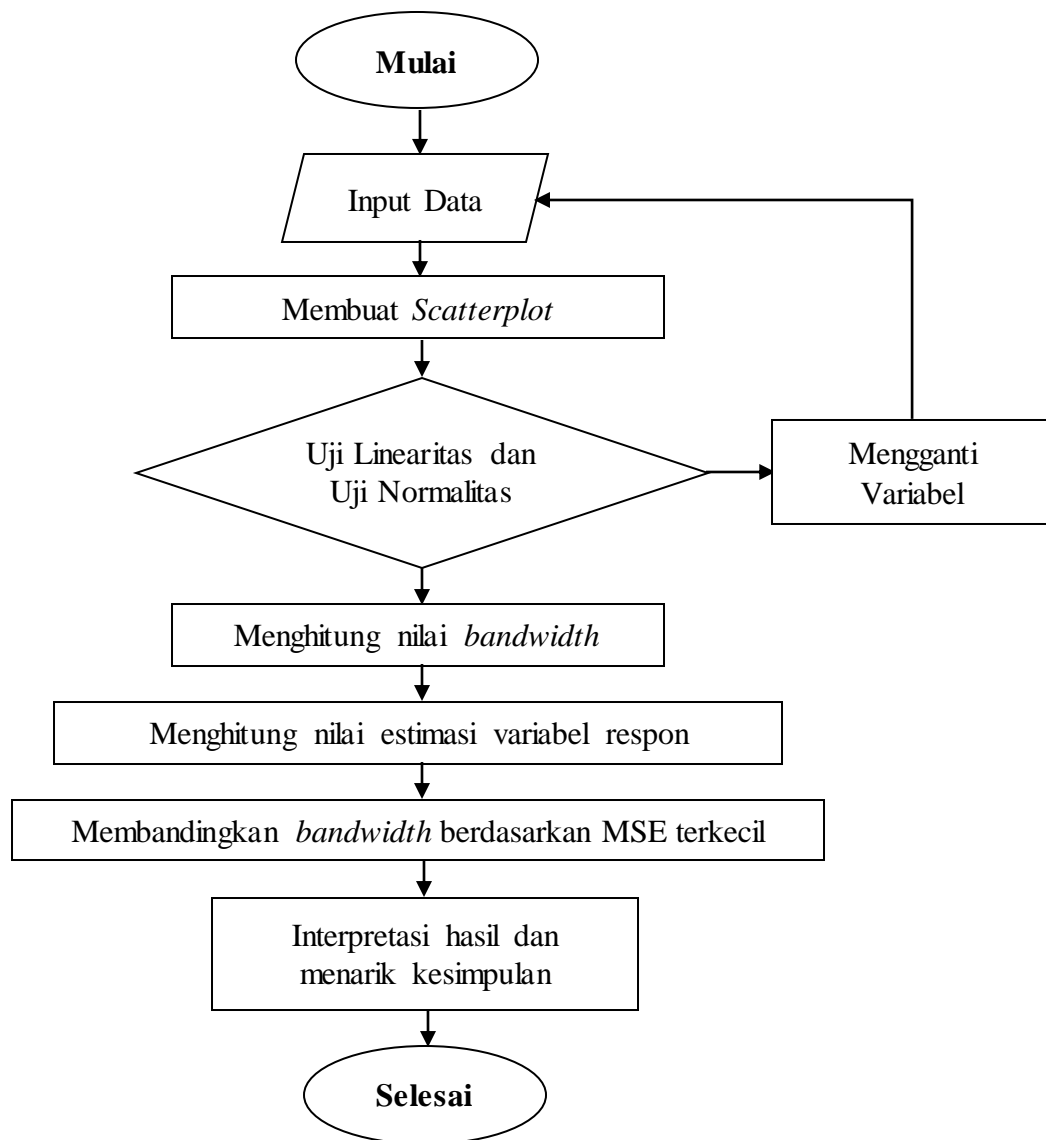 Mulai
Input Data
Membuat Scatterplot
Uji Linearitas dan
Uji Normalitas
Mengganti
Variabel
Menghitung nilai bandwidth
Menghitung nilai estimasi variabel respon
Membandingkan bandwidth berdasarkan MSE terkecil
Interpretasi hasil dan
menarik kesimpulan
Selesai